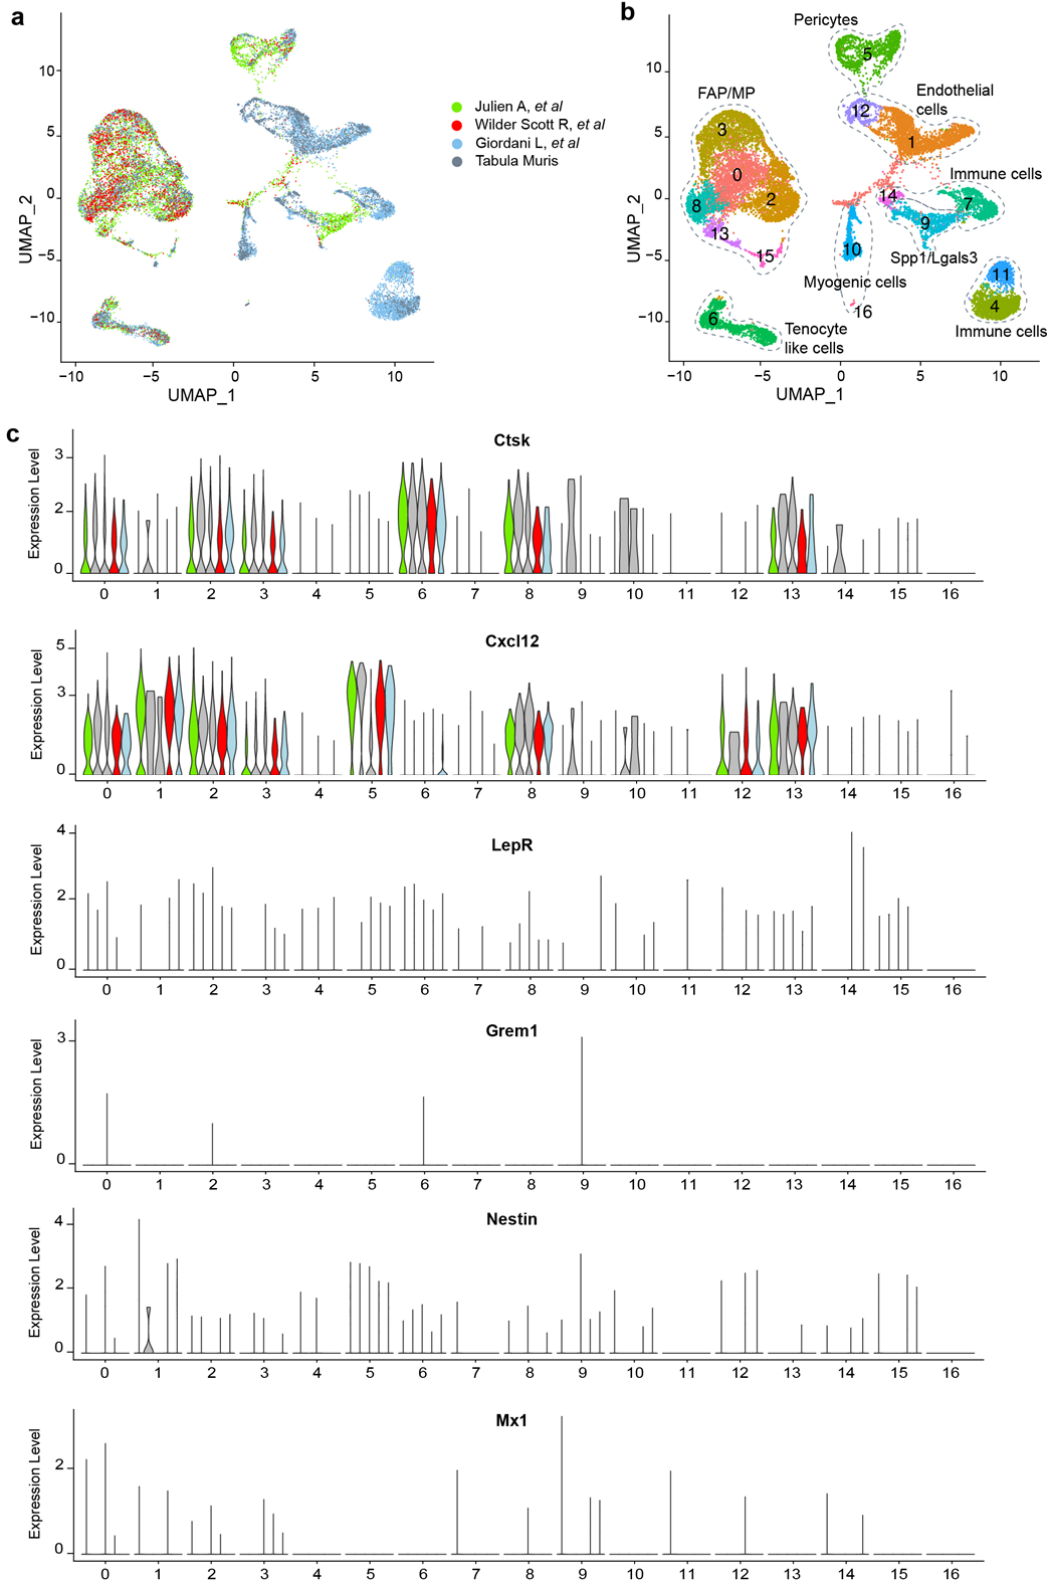 a
UMAP_2
10
5
0
−5
−10
−10
−5
0
5
10
UMAP_1
Julien A, et al
Wilder Scott R, et al
Giordani L, et al
Tabula Muris
b
UMAP_2
10
5
0
−5
−10
−10
−5
0
5
10
UMAP_1
Pericytes
5
FAP/MP
3
0
2
8
13
15
Endothelial
cells
12
1
Immune cells
14
7
9
Spp1/Lgals3
10
Myogenic cells
16
11
4
Immune cells
6
Tenocyte
like cells
c
Ctsk
Expression Level
3
2
0
0 1 2 3 4 5 6 7 8 9 10 11 12 13 14 15 16
Cxcl12
Expression Level
5
3
0
0 1 2 3 4 5 6 7 8 9 10 11 12 13 14 15 16
LepR
Expression Level
4
2
0
0 1 2 3 4 5 6 7 8 9 10 11 12 13 14 15 16
Grem1
Expression Level
3
0
0 1 2 3 4 5 6 7 8 9 10 11 12 13 14 15 16
Nestin
Expression Level
4
2
0
0 1 2 3 4 5 6 7 8 9 10 11 12 13 14 15 16
Mx1
Expression Level
2
0
0 1 2 3 4 5 6 7 8 9 10 11 12 13 14 15 16